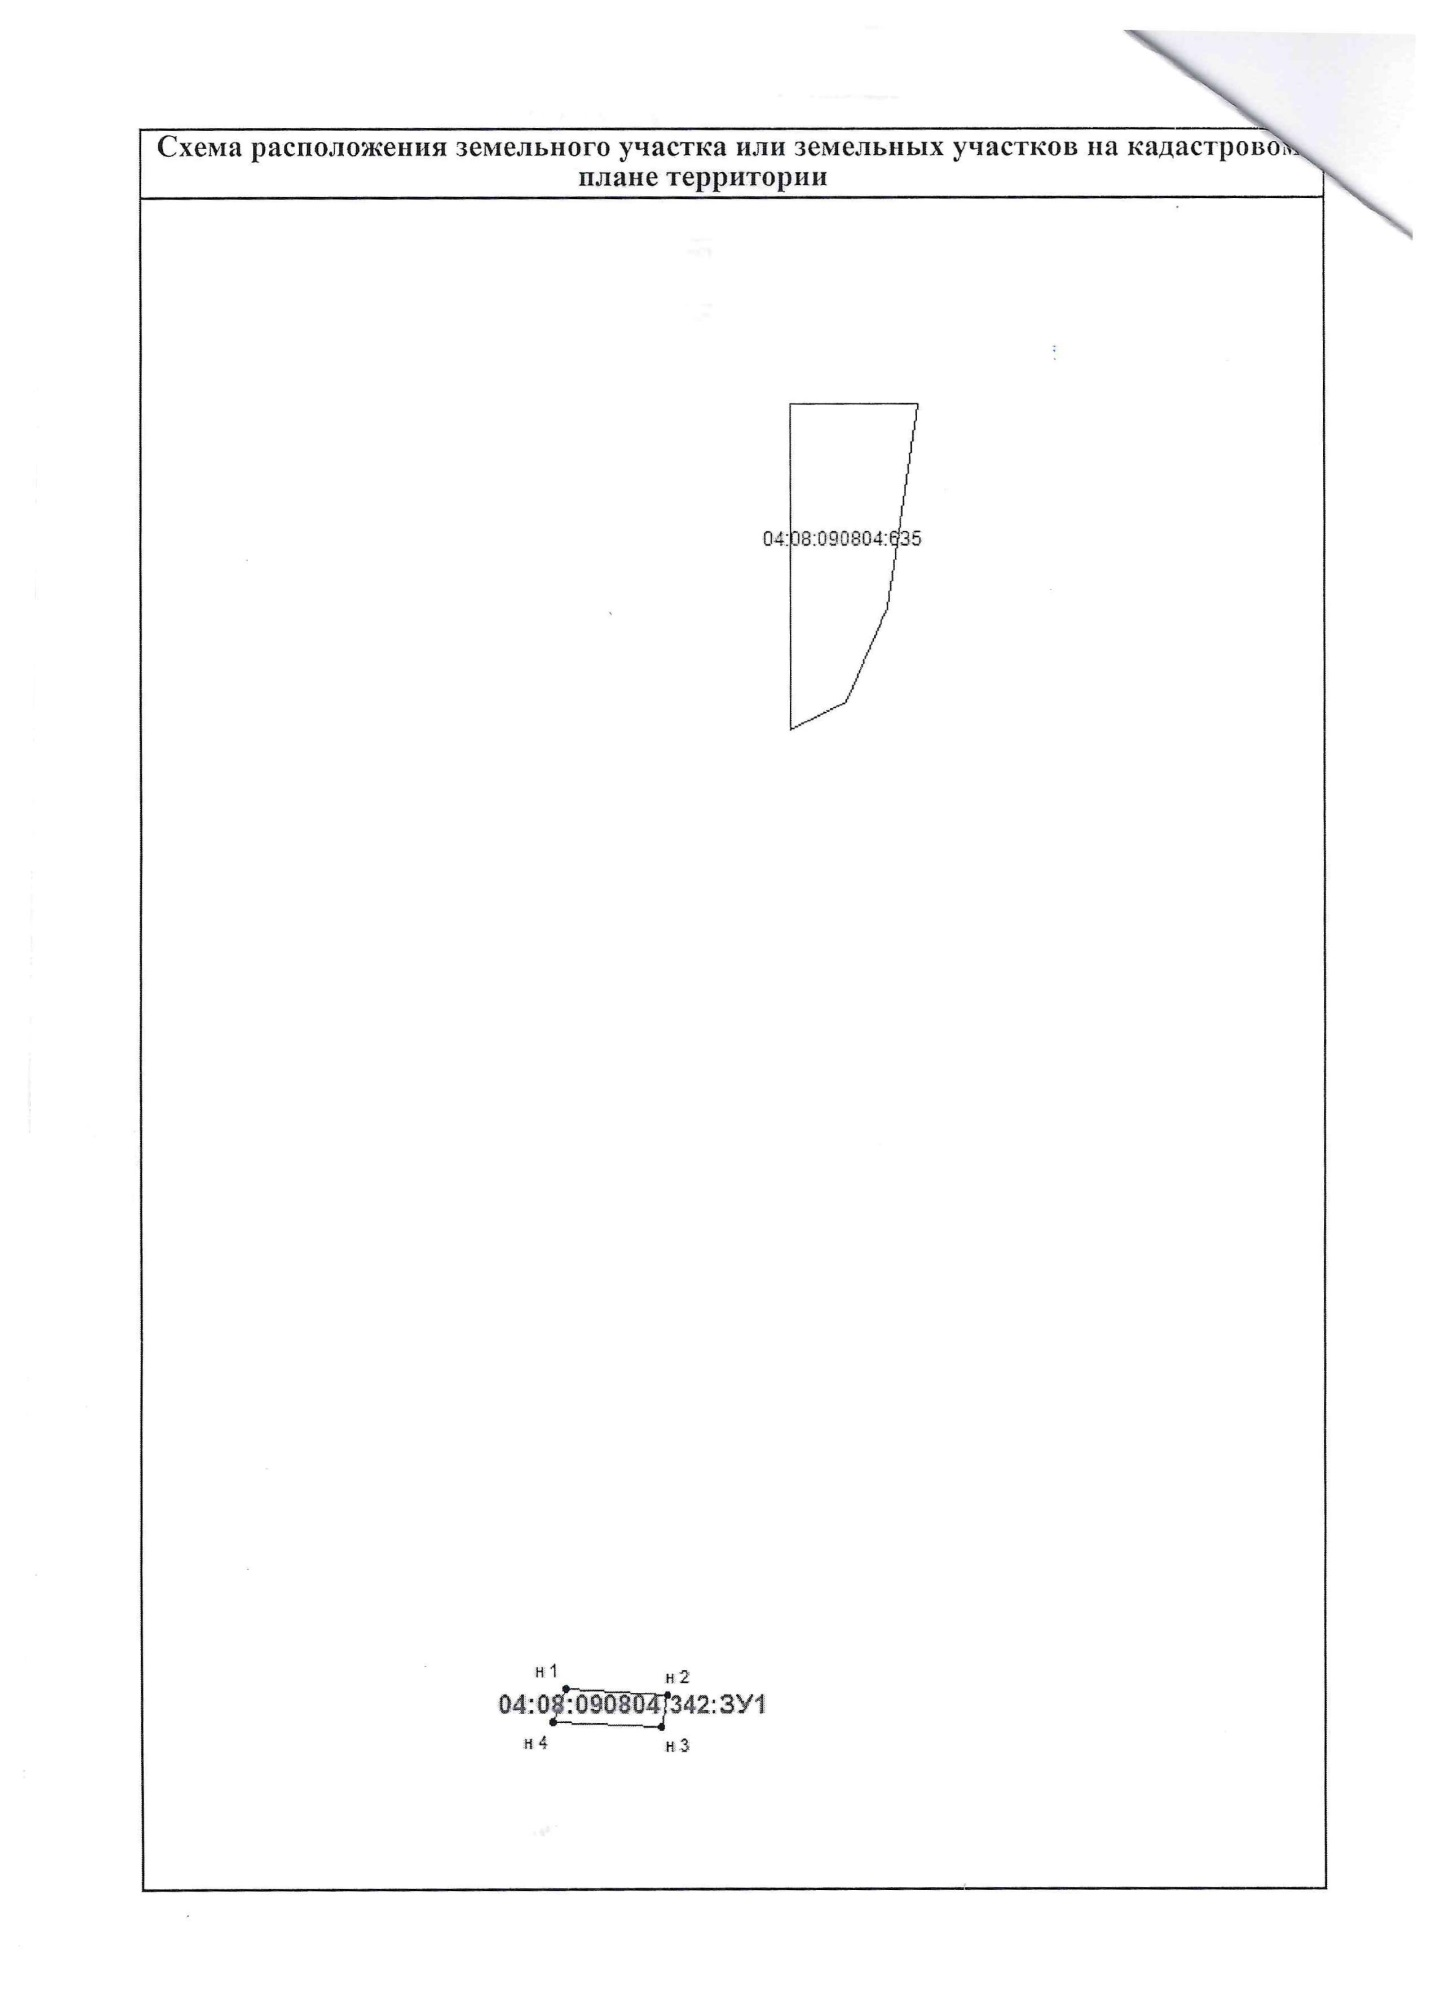 Схема расположения земельного участка или земельных участков на кадастровом
плане территории
04:08:090804:635
н 1
н 2
04:08:090804:342:ЗУ1
н 4
н 3